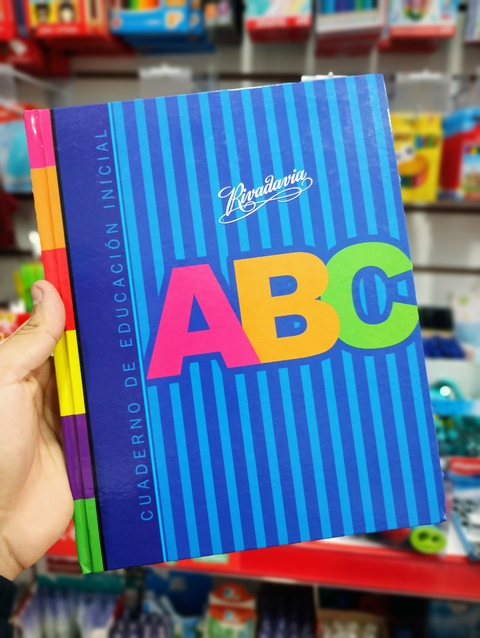 CUADERNO DE EDUCACIÓN INICIAL
Rivadavia
ABC